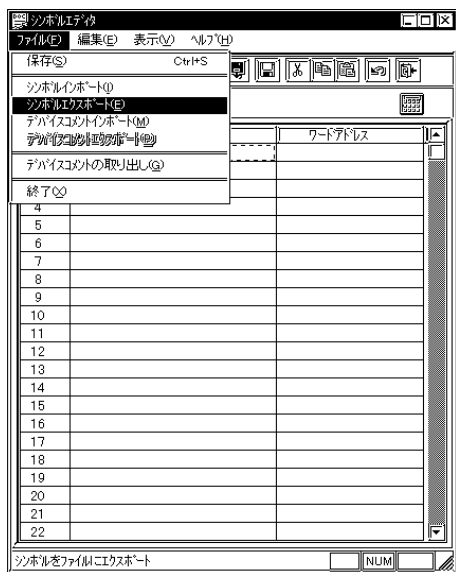 シンボルエディタ
ファイル(F) 編集(E) 表示(V) ヘルプ(H)
保存(S) Ctrl+S
シンボルインポート(I)
シンボルエクスポート(E)
デバイスコメントインポート(M)
デバイスコメントエクスポート(P)
デバイスコメントの取り出し(G)
終了(X)
ワードアドレス
4
5
6
7
8
9
10
11
12
13
14
15
16
17
18
19
20
21
22
シンボルをファイルにエクスポート NUM